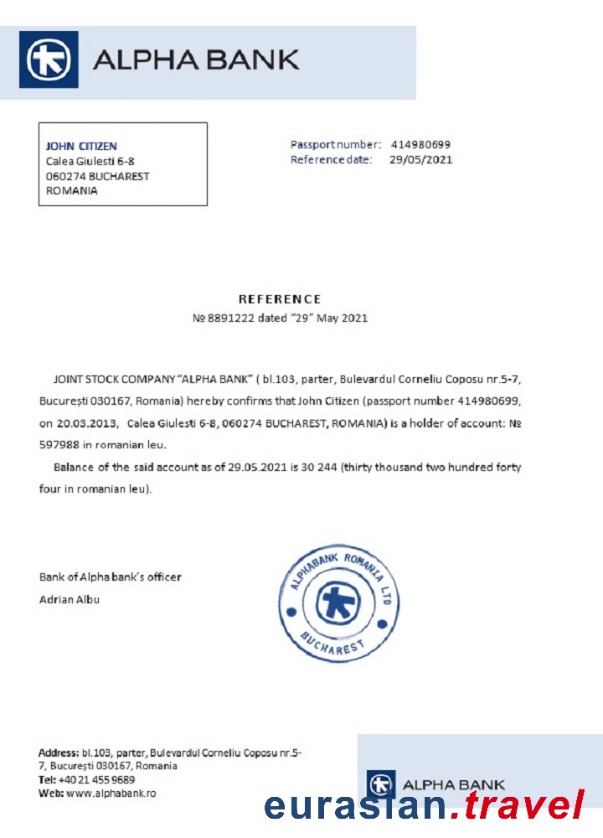 ALPHA BANK
JOHN CITIZEN
Calea Giulesti 6-8
060274 BUCHAREST
ROMANIA
Passport number: 414980699
Reference date: 29/05/2021
REFERENCE
№ 8891222 dated "29" May 2021
JOINT STOCK COMPANY "ALPHA BANK" ( bl.103, parter, Bulevardul Corneliu Coposu nr.5-7,
București 030167, Romania) hereby confirms that John Citizen (passport number 414980699,
on 20.03.2013, Calea Giulesti 6-8, 060274 BUCHAREST, ROMANIA) is a holder of account: №
597988 in romanian leu.
Balance of the said account as of 29.05.2021 is 30 244 (thirty thousand two hundred forty
four in romanian leu).
Bank of Alpha bank's officer
Adrian Albu
ALPHABANK ROMANIA LTD
BUCHAREST
Address: bl.103, parter, Bulevardul Corneliu Coposu nr.5-
7, București 030167, Romania
Tel: +40 21 455 9689
Web: www.alphabank.ro
ALPHA BANK
eurasian.travel